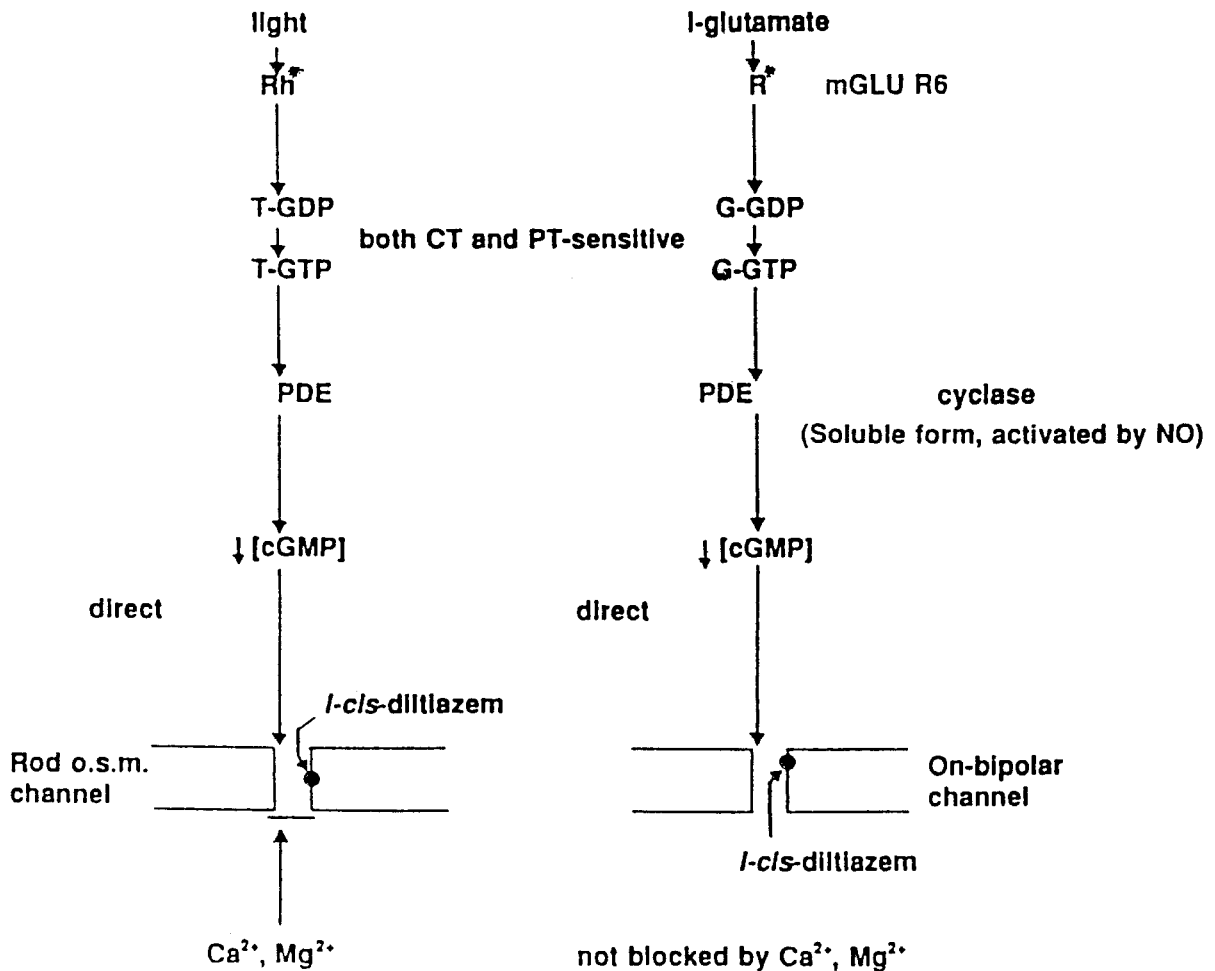 light
l-glutamate
Rh*
R*
mGLU R6
T-GDP
G-GDP
both CT and PT-sensitive
T-GTP
G-GTP
PDE
PDE
cyclase
(Soluble form, activated by NO)
↓ [cGMP]
↓ [cGMP]
direct
direct
l-cis-diltiazem
Rod o.s.m.
channel
On-bipolar
channel
l-cis-diltiazem
Ca²⁺, Mg²⁺
not blocked by Ca²⁺, Mg²⁺